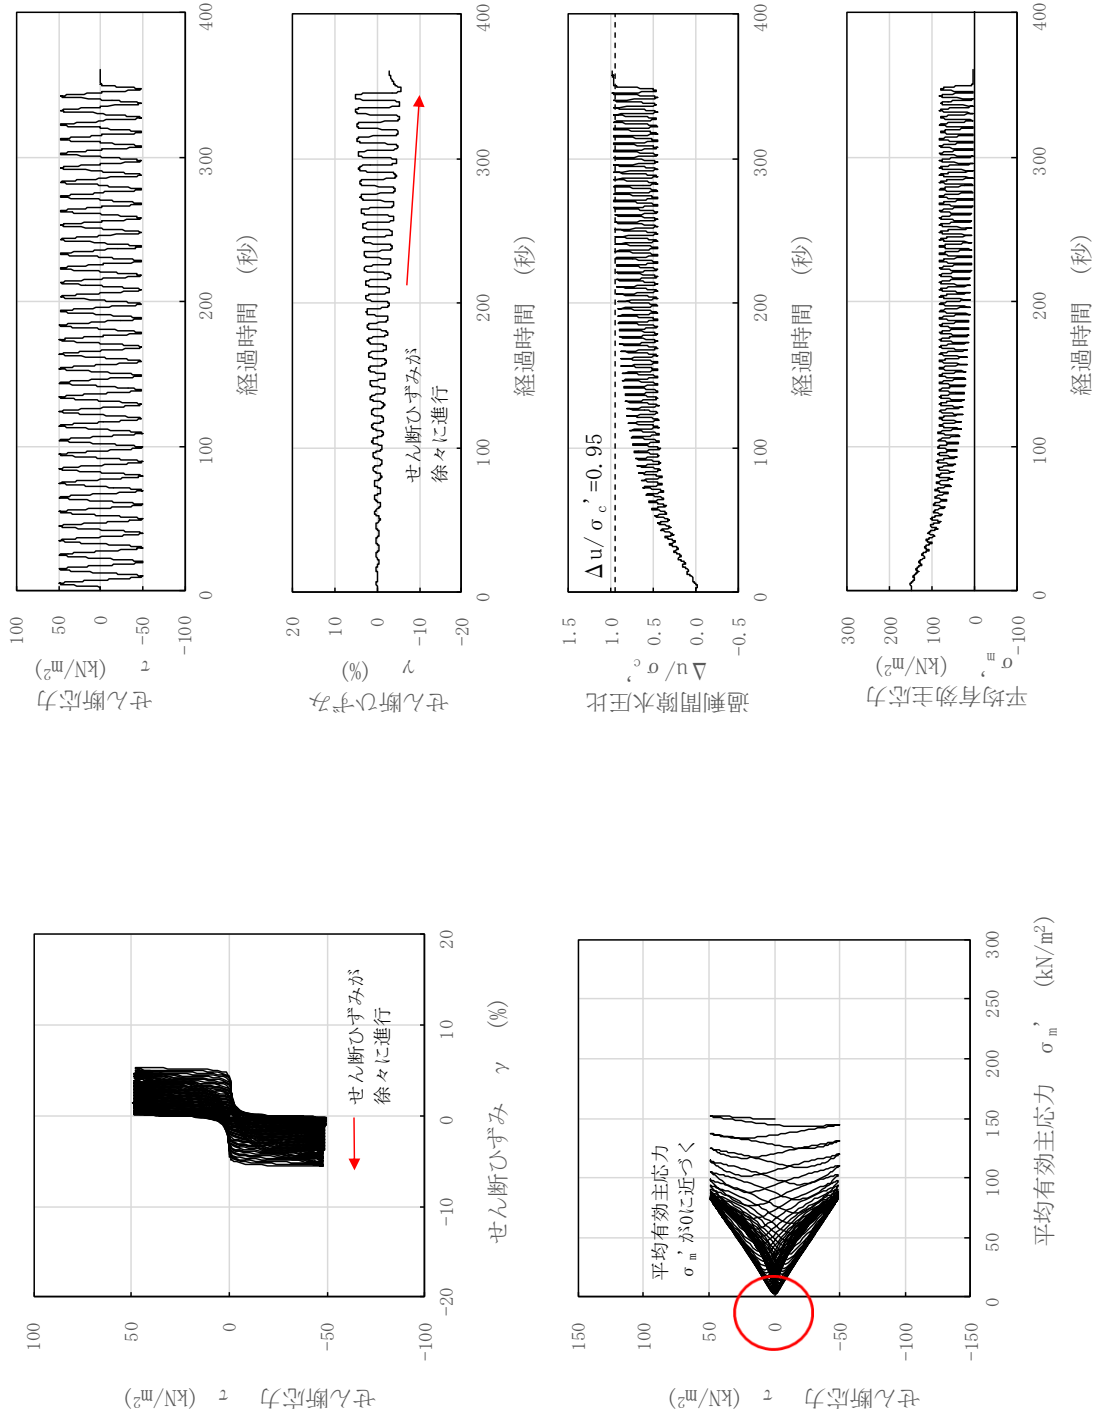 せん断応力 τ (kN/m²)
100
50
0
-50
-100
-20 -10 0 10 20
せん断ひずみ γ (%)
せん断ひずみが
徐々に進行
せん断応力 τ (kN/m²)
150
100
50
0
-50
-100
-150
0 50 100 150 200 250 300
平均有効主応力 σm' (kN/m²)
平均有効主応力
σm'が0に近づく
せん断応力
τ (kN/m²)
100
50
0
-50
-100
0 100 200 300 400
経過時間 (秒)
せん断ひずみ
γ (%)
20
10
0
-10
-20
0 100 200 300 400
経過時間 (秒)
せん断ひずみが
徐々に進行
過剰間隙水圧比
Δu/σc'
1.5
1.0
0.5
0.0
-0.5
0 100 200 300 400
経過時間 (秒)
Δu/σc'=0.95
平均有効主応力
σm' (kN/m²)
300
200
100
0
-100
0 100 200 300 400
経過時間 (秒)